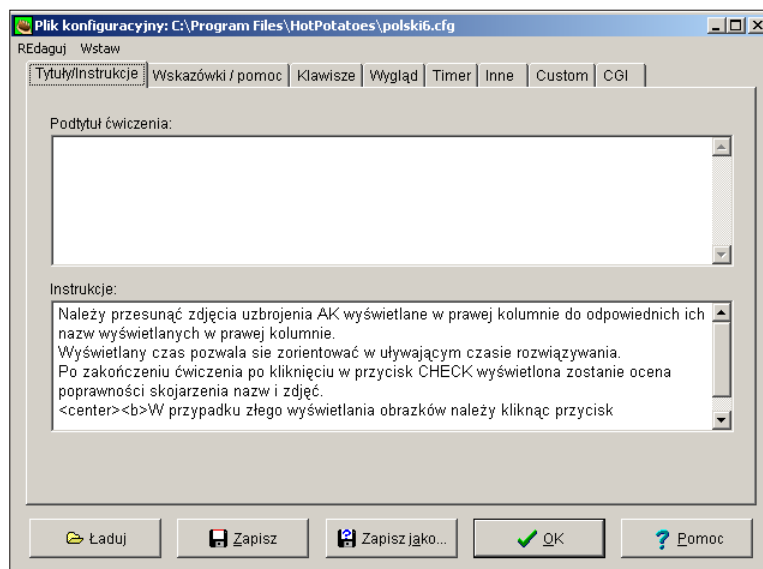 Plik konfiguracyjny: C:\Program Files\HotPotatoes\polski6.cfg
REdaguj Wstaw
Tytuły/Instrukcje Wskazówki / pomoc Klawisze Wygląd Timer Inne Custom CGI
Podtytuł ćwiczenia:
Instrukcje:
Należy przesunąć zdjęcia uzbrojenia AK wyświetlane w prawej kolumnie do odpowiednich ich
nazw wyświetlanych w prawej kolumnie.
Wyświetlany czas pozwala sie zorientować w uływającym czasie rozwiązywania.
Po zakończeniu ćwiczenia po kliknięciu w przycisk CHECK wyświetlona zostanie ocena
poprawności skojarzenia nazw i zdjęć.
<center><b>W przypadku złego wyświetlania obrazków należy kliknąc przycisk
Ładuj Zapisz Zapisz jako... OK Pomoc